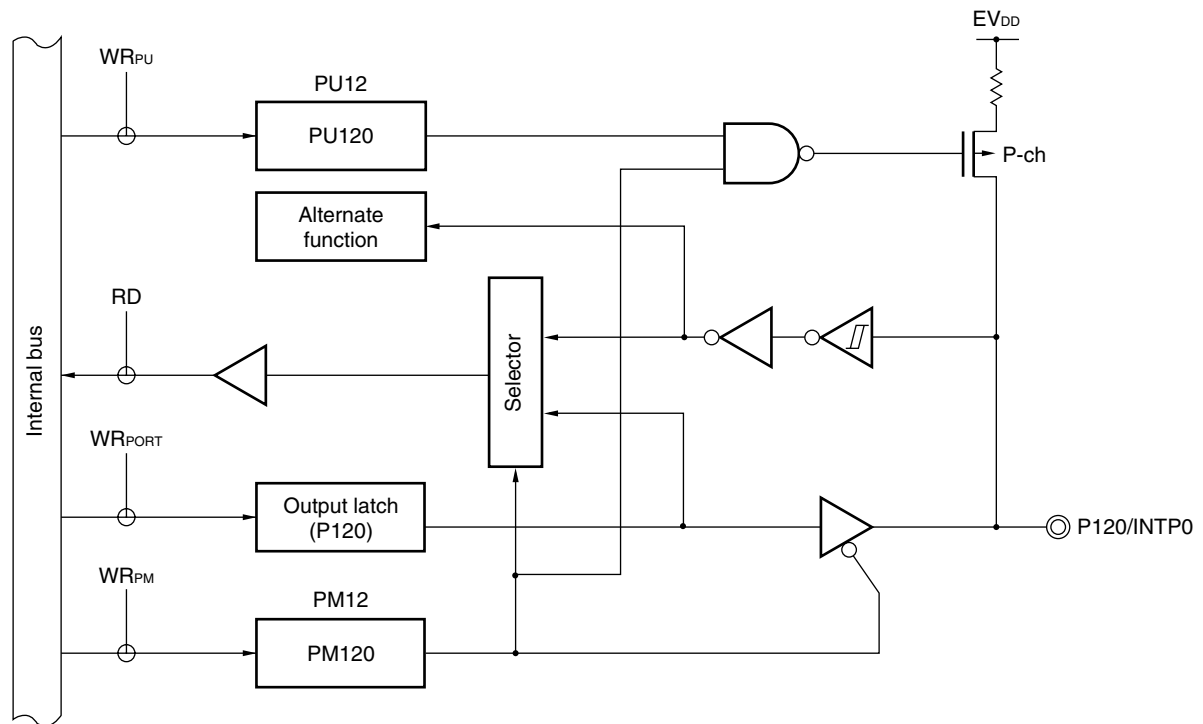 EVDD
WRPU
PU12
PU120
P-ch
Alternate
function
RD
Selector
Internal bus
WRPORT
Output latch
(P120)
P120/INTP0
WRPM
PM12
PM120